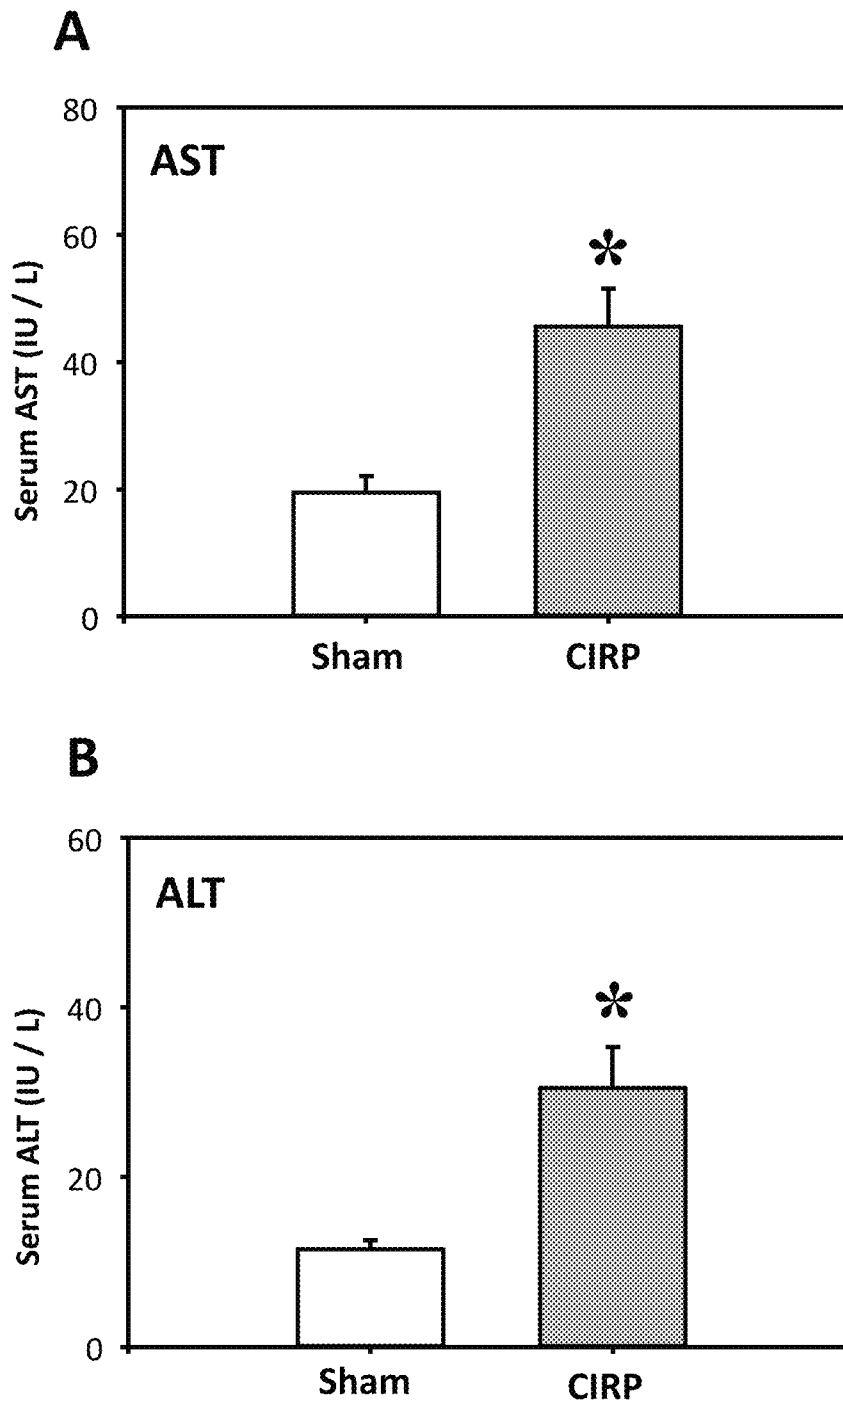 A
80
AST
60
*
40
20
0
Serum AST (IU / L)
Sham CIRP
B
60
ALT
40
*
20
0
Serum ALT (IU / L)
Sham CIRP